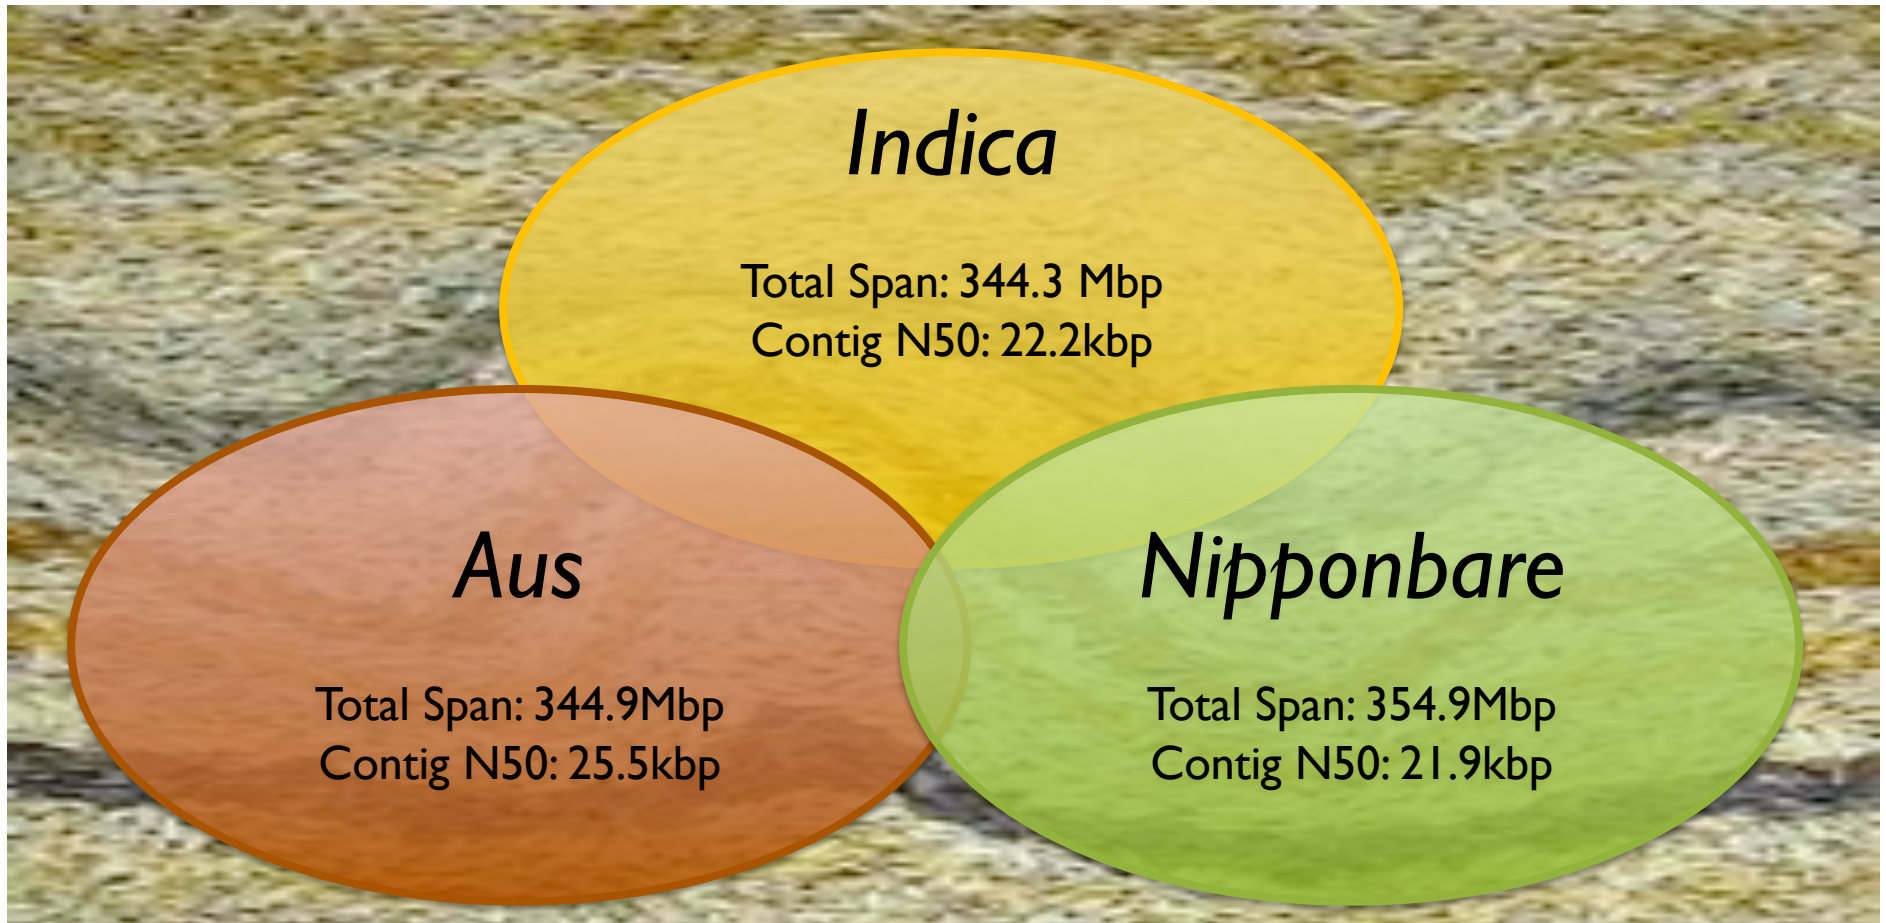 Indica
Total Span: 344.3 Mbp
Contig N50: 22.2kbp
Aus
Total Span: 344.9Mbp
Contig N50: 25.5kbp
Nipponbare
Total Span: 354.9Mbp
Contig N50: 21.9kbp